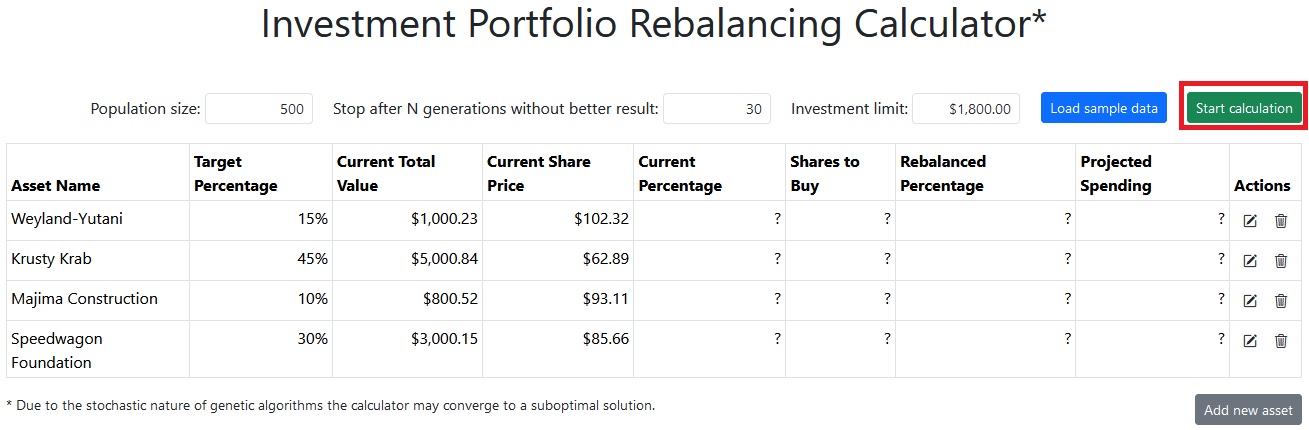 Investment Portfolio Rebalancing Calculator*
Population size: 500 Stop after N generations without better result: 30 Investment limit: $1,800.00 Load sample data Start calculation
Asset Name Target Percentage Current Total Value Current Share Price Current Percentage Shares to Buy Rebalanced Percentage Projected Spending Actions
Weyland-Yutani 15% $1,000.23 $102.32 ? ? ? ?
Krusty Krab 45% $5,000.84 $62.89 ? ? ? ?
Majima Construction 10% $800.52 $93.11 ? ? ? ?
Speedwagon Foundation 30% $3,000.15 $85.66 ? ? ? ?
* Due to the stochastic nature of genetic algorithms the calculator may converge to a suboptimal solution.
Add new asset